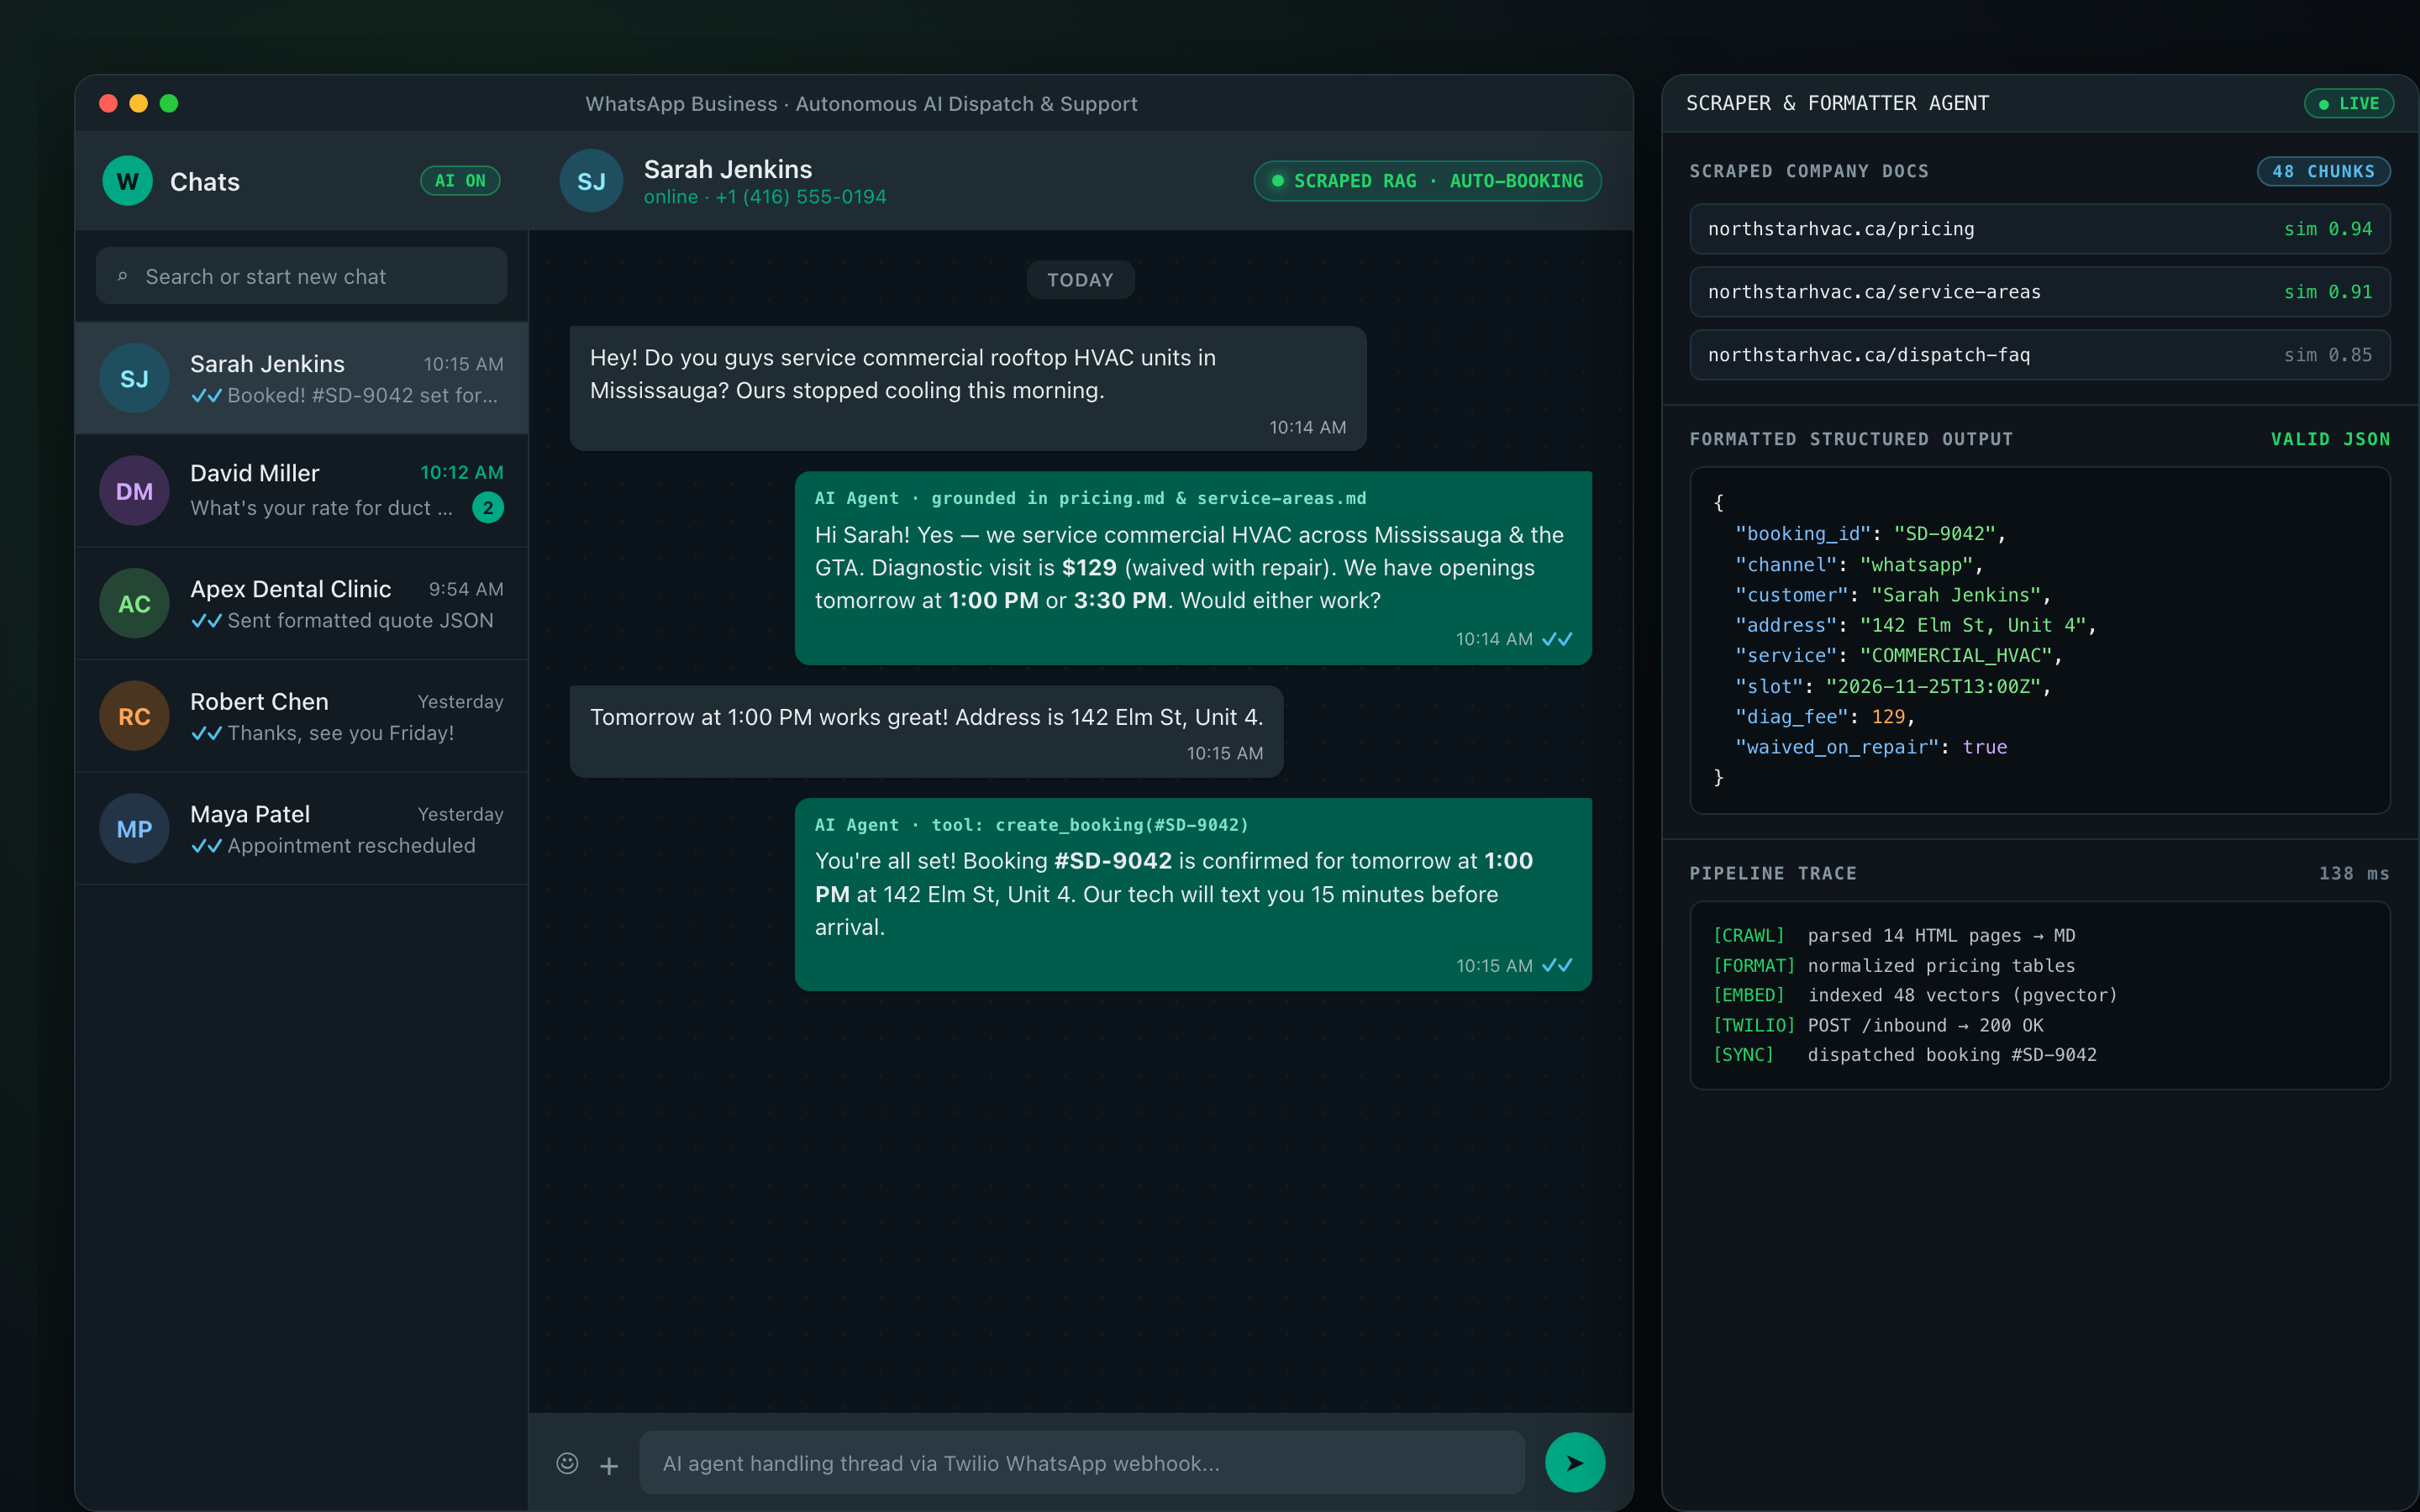 WhatsApp Business · Autonomous AI Dispatch & Support
W Chats AI ON
Search or start new chat
SJ Sarah Jenkins 10:15 AM
Booked! #SD-9042 set for...
DM David Miller 10:12 AM
What's your rate for duct ... 2
AC Apex Dental Clinic 9:54 AM
Sent formatted quote JSON
RC Robert Chen Yesterday
Thanks, see you Friday!
MP Maya Patel Yesterday
Appointment rescheduled
SJ Sarah Jenkins
online · +1 (416) 555-0194
SCRAPED RAG · AUTO-BOOKING
TODAY
Hey! Do you guys service commercial rooftop HVAC units in
Mississauga? Ours stopped cooling this morning.
10:14 AM
AI Agent · grounded in pricing.md & service-areas.md
Hi Sarah! Yes — we service commercial HVAC across Mississauga & the
GTA. Diagnostic visit is $129 (waived with repair). We have openings
tomorrow at 1:00 PM or 3:30 PM. Would either work?
10:14 AM
Tomorrow at 1:00 PM works great! Address is 142 Elm St, Unit 4.
10:15 AM
AI Agent · tool: create_booking(#SD-9042)
You're all set! Booking #SD-9042 is confirmed for tomorrow at 1:00
PM at 142 Elm St, Unit 4. Our tech will text you 15 minutes before
arrival.
10:15 AM
AI agent handling thread via Twilio WhatsApp webhook...
SCRAPER & FORMATTER AGENT LIVE
SCRAPED COMPANY DOCS 48 CHUNKS
northstarhvac.ca/pricing sim 0.94
northstarhvac.ca/service-areas sim 0.91
northstarhvac.ca/dispatch-faq sim 0.85
FORMATTED STRUCTURED OUTPUT VALID JSON
{
"booking_id": "SD-9042",
"channel": "whatsapp",
"customer": "Sarah Jenkins",
"address": "142 Elm St, Unit 4",
"service": "COMMERCIAL_HVAC",
"slot": "2026-11-25T13:00Z",
"diag_fee": 129,
"waived_on_repair": true
}
PIPELINE TRACE 138 ms
[CRAWL] parsed 14 HTML pages → MD
[FORMAT] normalized pricing tables
[EMBED] indexed 48 vectors (pgvector)
[TWILIO] POST /inbound → 200 OK
[SYNC] dispatched booking #SD-9042